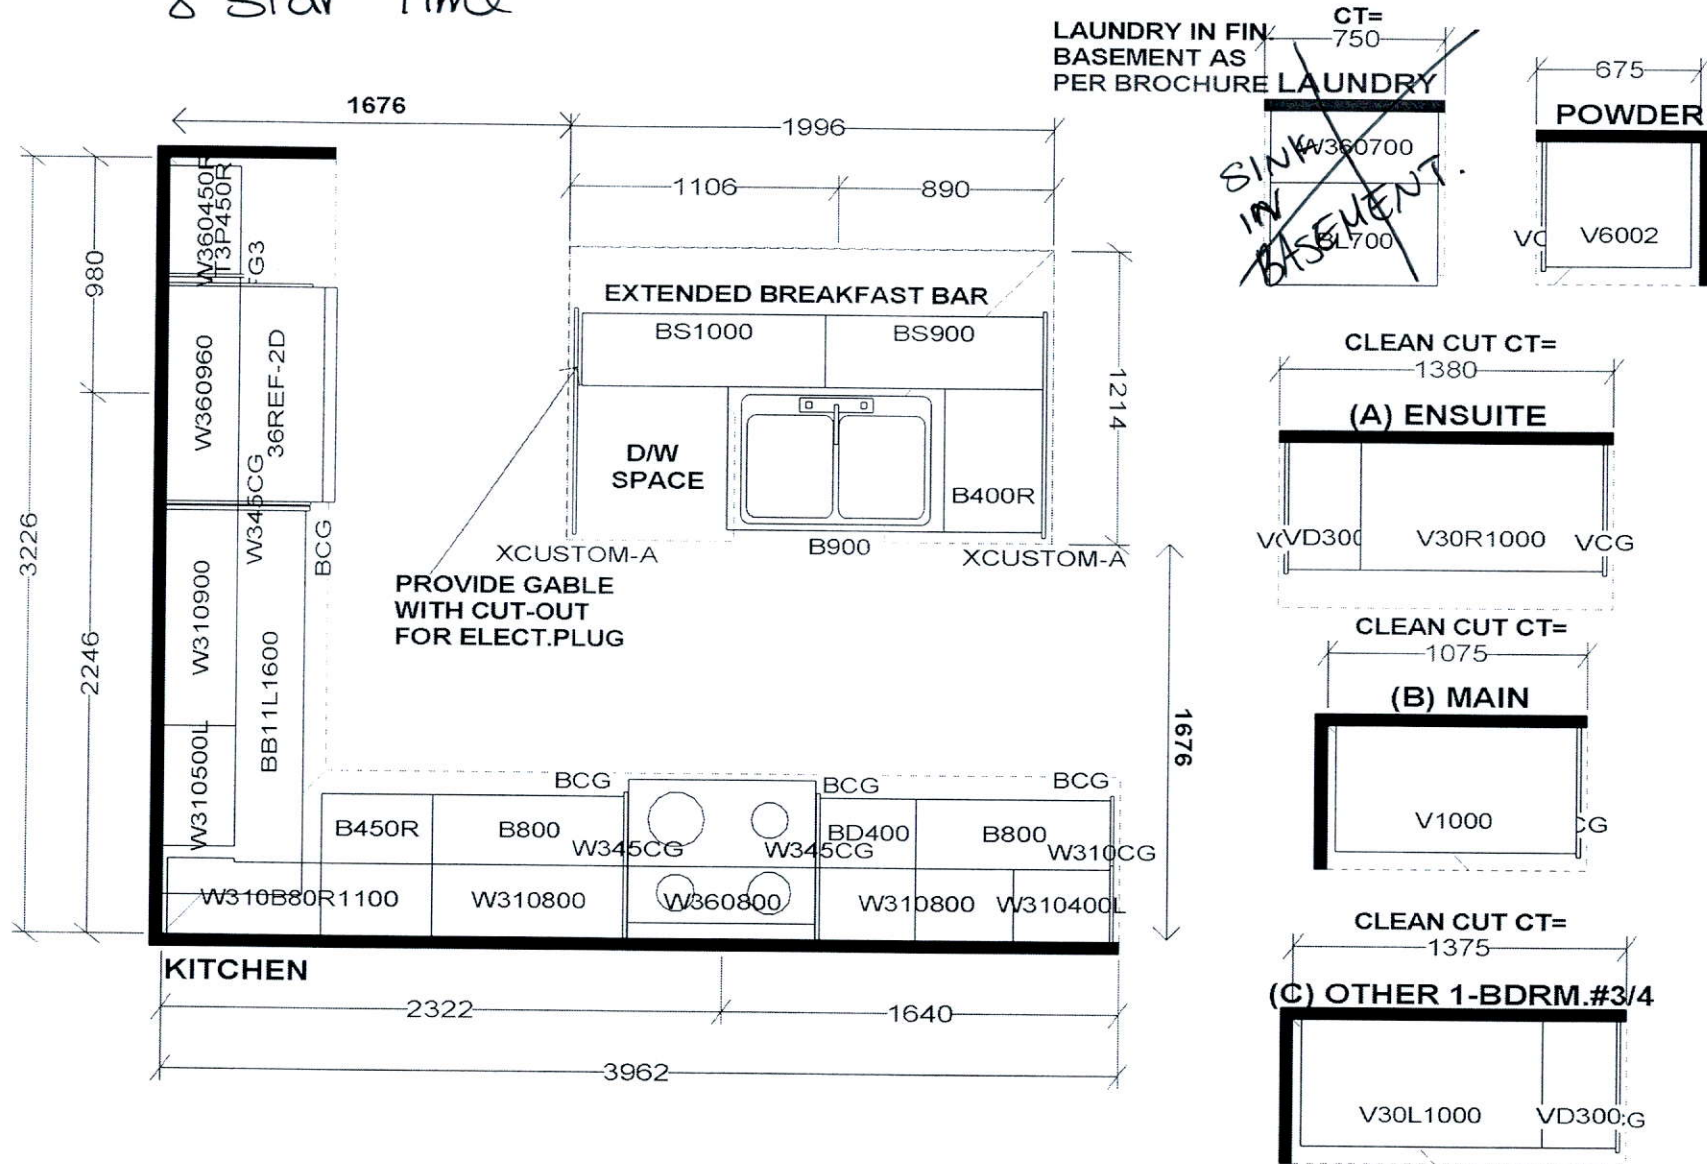 8 Star Time
LAUNDRY IN FIN
BASEMENT AS
PER BROCHURE
CT=
750
LAUNDRY
W360700
BL700
SINK
IN
BASEMENT.
675
POWDER
V6002
1676
1996
1106
890
3226
980
2246
W360450R
T3P450R
W360960
36REF-2D
W345CG
BCG
W310900
BB11L1600
W310500L
EXTENDED BREAKFAST BAR
BS1000
BS900
D/W
SPACE
B400R
1214
XCUSTOM-A
B900
XCUSTOM-A
PROVIDE GABLE
WITH CUT-OUT
FOR ELECT.PLUG
1676
BCG
BCG
BCG
B450R
B800
BD400
B800
W345CG
W345CG
W310CG
W310B80R1100
W310800
W360800
W310800
W310400L
KITCHEN
2322
1640
3962
CLEAN CUT CT=
1380
(A) ENSUITE
VD300
V30R1000
VCG
CLEAN CUT CT=
1075
(B) MAIN
V1000
CG
CLEAN CUT CT=
1375
(C) OTHER 1-BDRM.#3/4
V30L1000
VD300